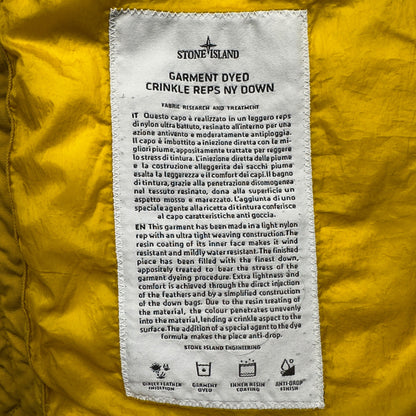 STONE ISLAND
GARMENT DYED
CRINKLE REPS NY DOWN
FABRIC RESEARCH AND TREATMENT
IT Questo capo è realizzato in un leggero reps
di nylon ultra battuto, resinato all'interno per una
azione antivento e moderatamente antipioggia.
Il capo è imbottito a iniezione diretta con le mi-
gliori piume, appositamente trattate per reggere
lo stress di tintura. L'iniezione diretta delle piume
e la costruzione alleggerita dei sacchi piuma
esalta la leggerezza e il comfort dei capi. Il bagno
di tintura, grazie alla penetrazione disomogenea
nel tessuto resinato, dona alla superficie un
aspetto mosso e marezzato. L'aggiunta di uno
speciale agente alla ricetta di tintura conferisce
al capo caratteristiche anti goccia.
EN This garment has been made in a light nylon
rep with an ultra tight weaving construction. The
resin coating of its inner face makes it wind
resistant and mildly water resistant. The finished
piece has been filled with the finest down,
appositely treated to bear the stress of the
garment dyeing procedure. Extra lightness and
comfort is achieved through the direct injection
of the feathers and by a simplified construction
of the down bags. Due to the resin treating of
the material, the colour penetrates unevenly
into the material, lending a crinkle aspect to the
surface. The addition of a special agent to the dye
formula makes the piece anti-drop.
STONE ISLAND ENGINEERING
DIRECT FEATHER
INJECTION
GARMENT
DYED
INNER RESIN
COATING
ANTI-DROP
FINISH